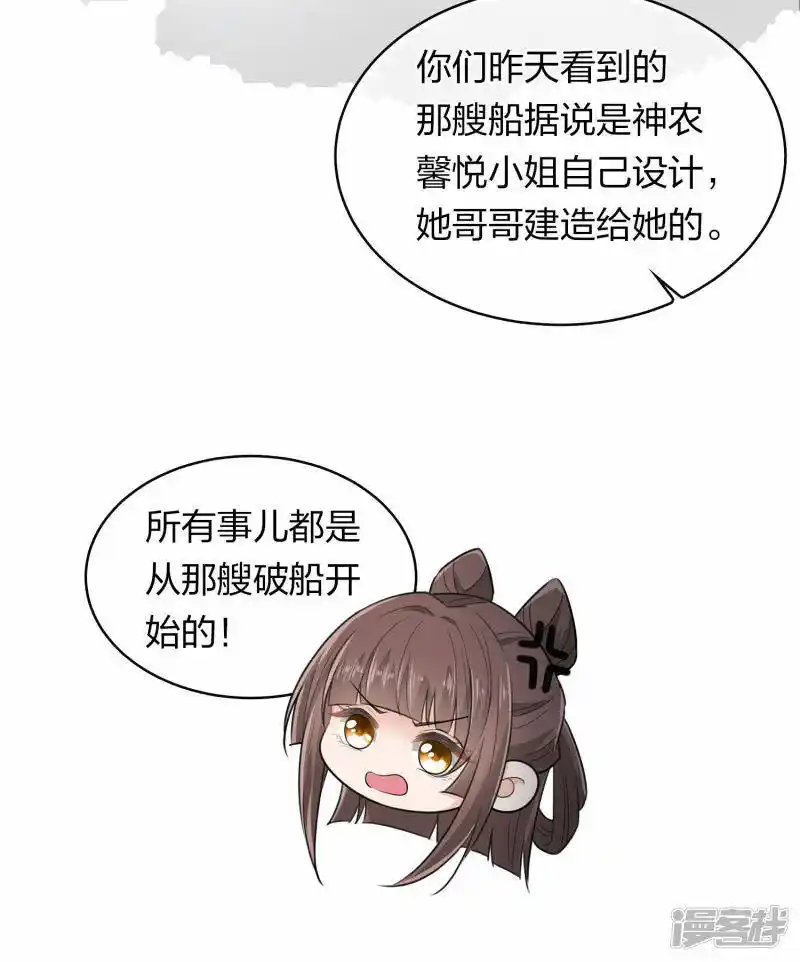 你们昨天看到的
那艘船据说是神农
馨悦小姐自己设计，
她哥哥建造给她的。
所有事儿都是
从那艘破船开
始的！
漫客栈